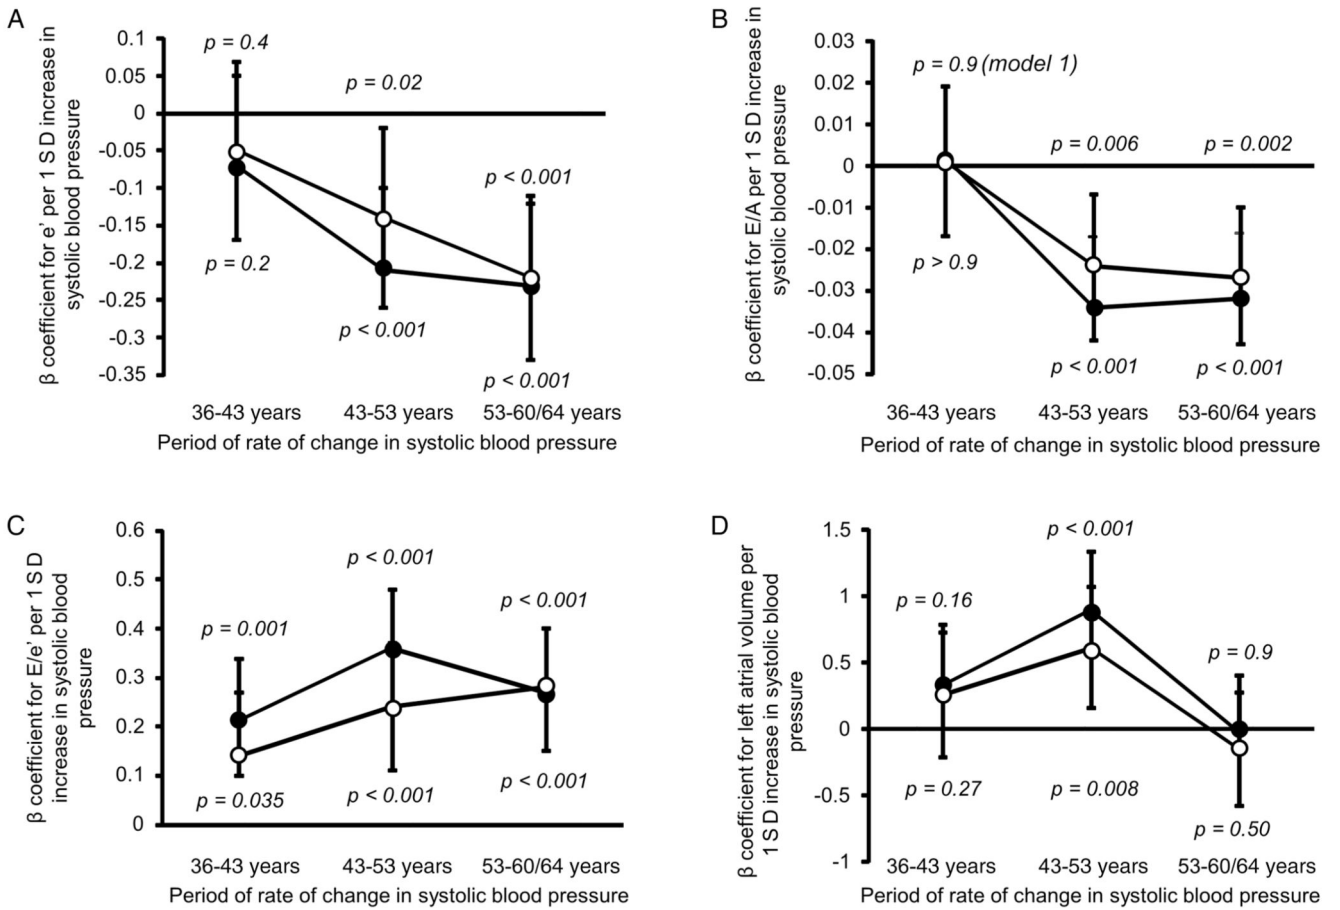 A
0.1
0.05
0
-0.05
-0.1
-0.15
-0.2
-0.25
-0.3
-0.35
β coefficient for e' per 1 S D increase in
systolic blood pressure
p = 0.4
p = 0.02
p < 0.001
p = 0.2
p < 0.001
p < 0.001
36-43 years
43-53 years
53-60/64 years
Period of rate of change in systolic blood pressure
B
0.03
0.02
0.01
0
-0.01
-0.02
-0.03
-0.04
-0.05
β coefficient for E/A per 1 S D increase in
systolic blood pressure
p = 0.9 (model 1)
p = 0.006
p = 0.002
p > 0.9
p < 0.001
p < 0.001
36-43 years
43-53 years
53-60/64 years
Period of rate of change in systolic blood pressure
C
0.6
0.5
0.4
0.3
0.2
0.1
0
β coefficient for E/e' per 1 S D
increase in systolic blood
pressure
p = 0.001
p < 0.001
p < 0.001
p = 0.035
p < 0.001
p < 0.001
36-43 years
43-53 years
53-60/64 years
Period of rate of change in systolic blood pressure
D
1.5
1
0.5
0
-0.5
-1
β coefficient for left atrial volume per
1 S D increase in systolic blood
pressure
p = 0.16
p < 0.001
p = 0.9
p = 0.27
p = 0.008
p = 0.50
36-43 years
43-53 years
53-60/64 years
Period of rate of change in systolic blood pressure